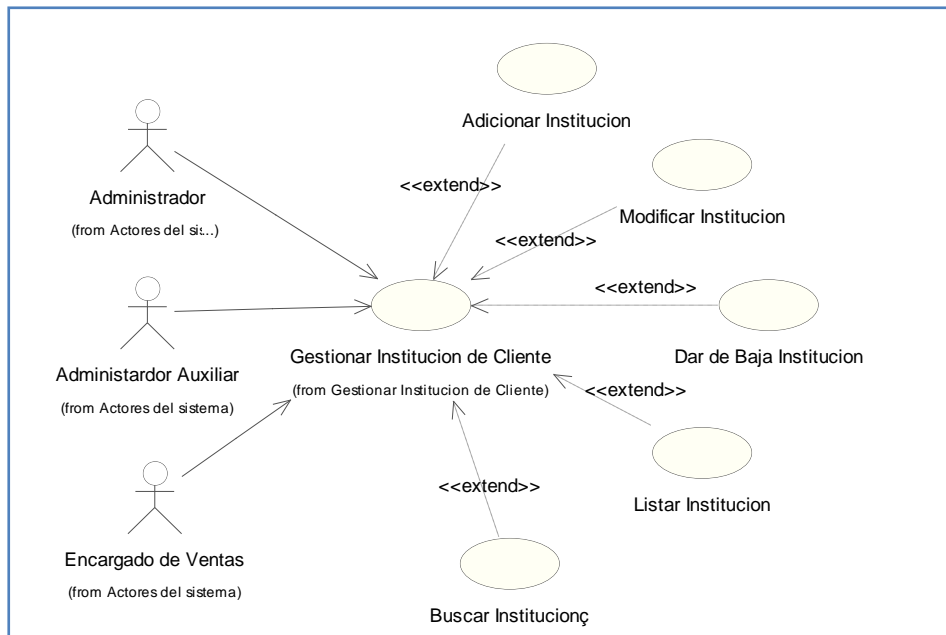 Adicionar Institucion
Administrador
(from Actores del si:...)
<<extend>>
Modificar Institucion
<<extend>>
<<extend>>
Gestionar Institucion de Cliente
(from Gestionar Institucion de Cliente)
Dar de Baja Institucion
Administardor Auxiliar
(from Actores del sistema)
<<extend>>
Listar Institucion
<<extend>>
Encargado de Ventas
(from Actores del sistema)
Buscar Institucionç